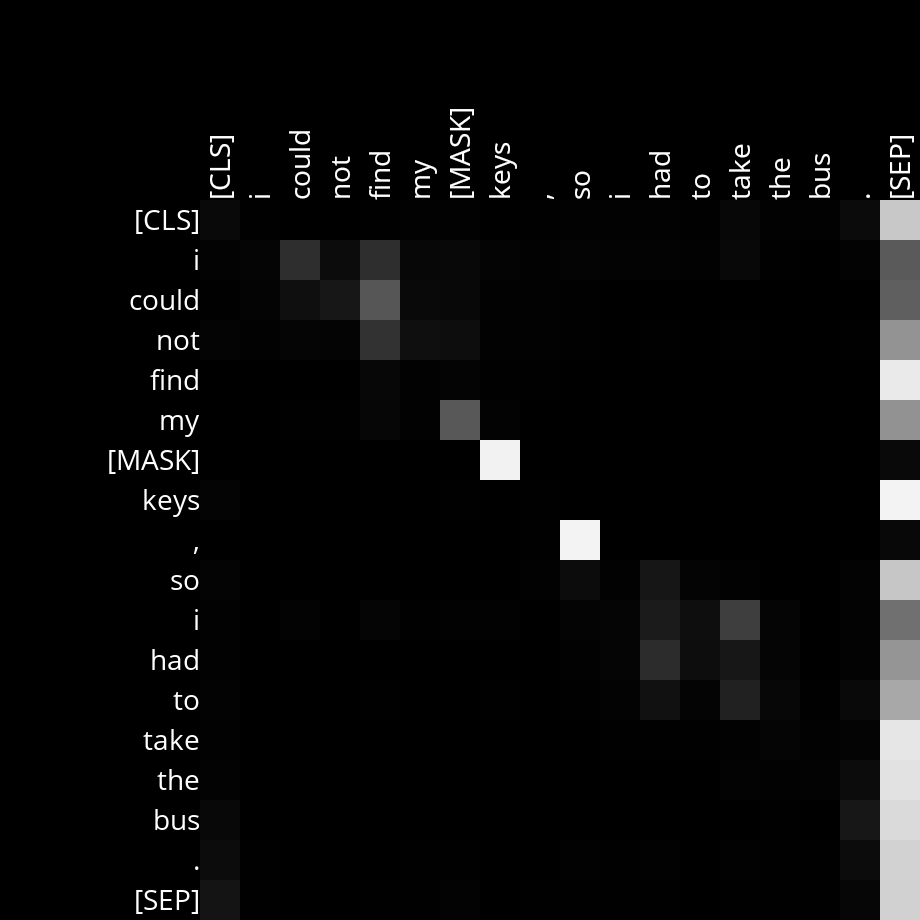 [CLS] i could not find my [MASK] keys , so i had to take the bus . [SEP]
[CLS]
i
could
not
find
my
[MASK]
keys
,
so
i
had
to
take
the
bus
.
[SEP]